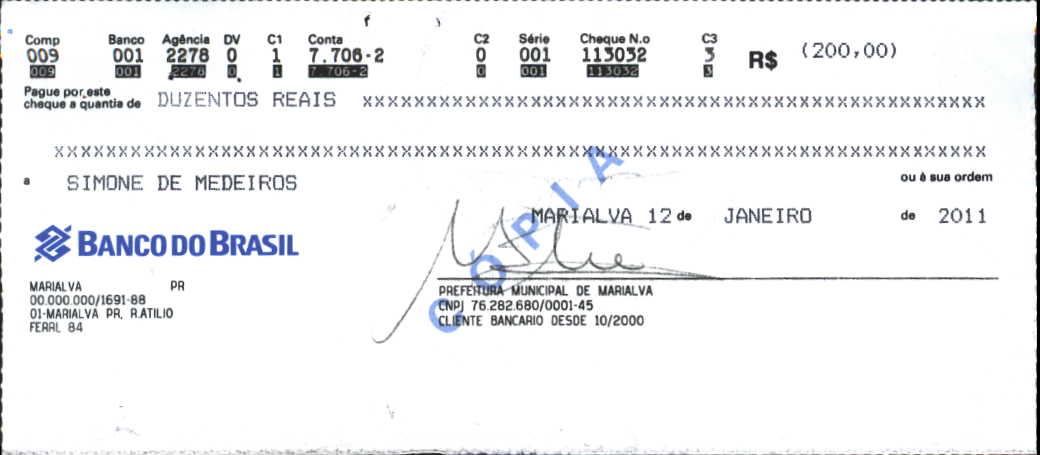 Comp Banco Agência DV C1 Conta C2 Série Cheque N.o C3
009 001 2278 0 1 7.706-2 0 001 113032 3 R$ (200,00)
009 001 2278 0 1 7.706-2 0 001 113032 3
Pague por este
cheque a quantia de DUZENTOS REAIS xxxxxxxxxxxxxxxxxxxxxxxxxxxxxxxxxxxxxxxxxxxxxxxx
xxxxxxxxxxxxxxxxxxxxxxxxxxxxxxxxxxxxxxxxxxxxxxxxxxxxxxxxxxxxxxxxxxxxxxxx
a SIMONE DE MEDEIROS ou à sua ordem
MARIALVA 12 de JANEIRO de 2011
BANCO DO BRASIL
MARIALVA PR
00.000.000/1691-88
01-MARIALVA PR, R.ATILIO
FERRI, 84
PREFEITURA MUNICIPAL DE MARIALVA
CNPJ 76.282.680/0001-45
CLIENTE BANCARIO DESDE 10/2000
CÓPIA